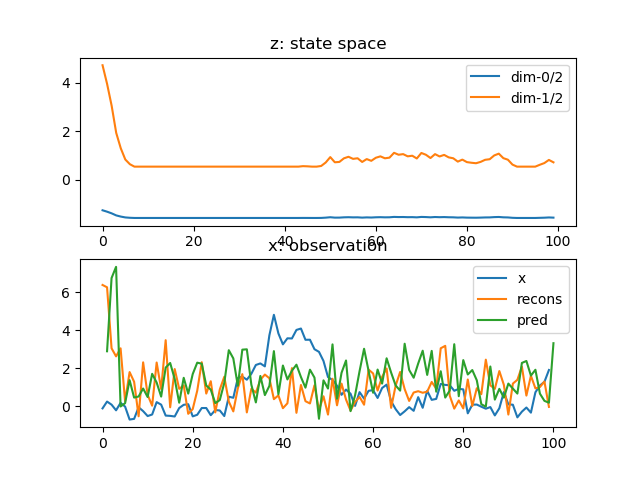 z: state space
4
2
0
dim-0/2
dim-1/2
0 20 40 60 80 100
x: observation
6
4
2
0
x
recons
pred
0 20 40 60 80 100